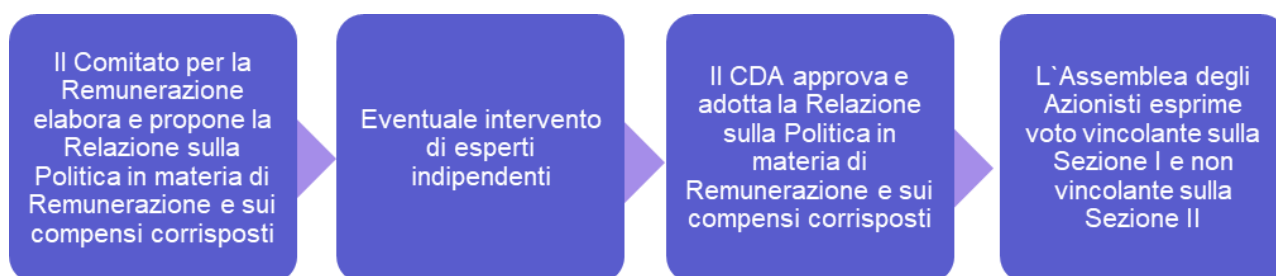 Il Comitato per la
Remunerazione
elabora e propone la
Relazione sulla
Politica in materia di
Remunerazione e sui
compensi corrisposti
Eventuale intervento
di esperti
indipendenti
Il CDA approva e
adotta la Relazione
sulla Politica in
materia di
Remunerazione e sui
compensi corrisposti
L`Assemblea degli
Azionisti esprime
voto vincolante sulla
Sezione I e non
vincolante sulla
Sezione II